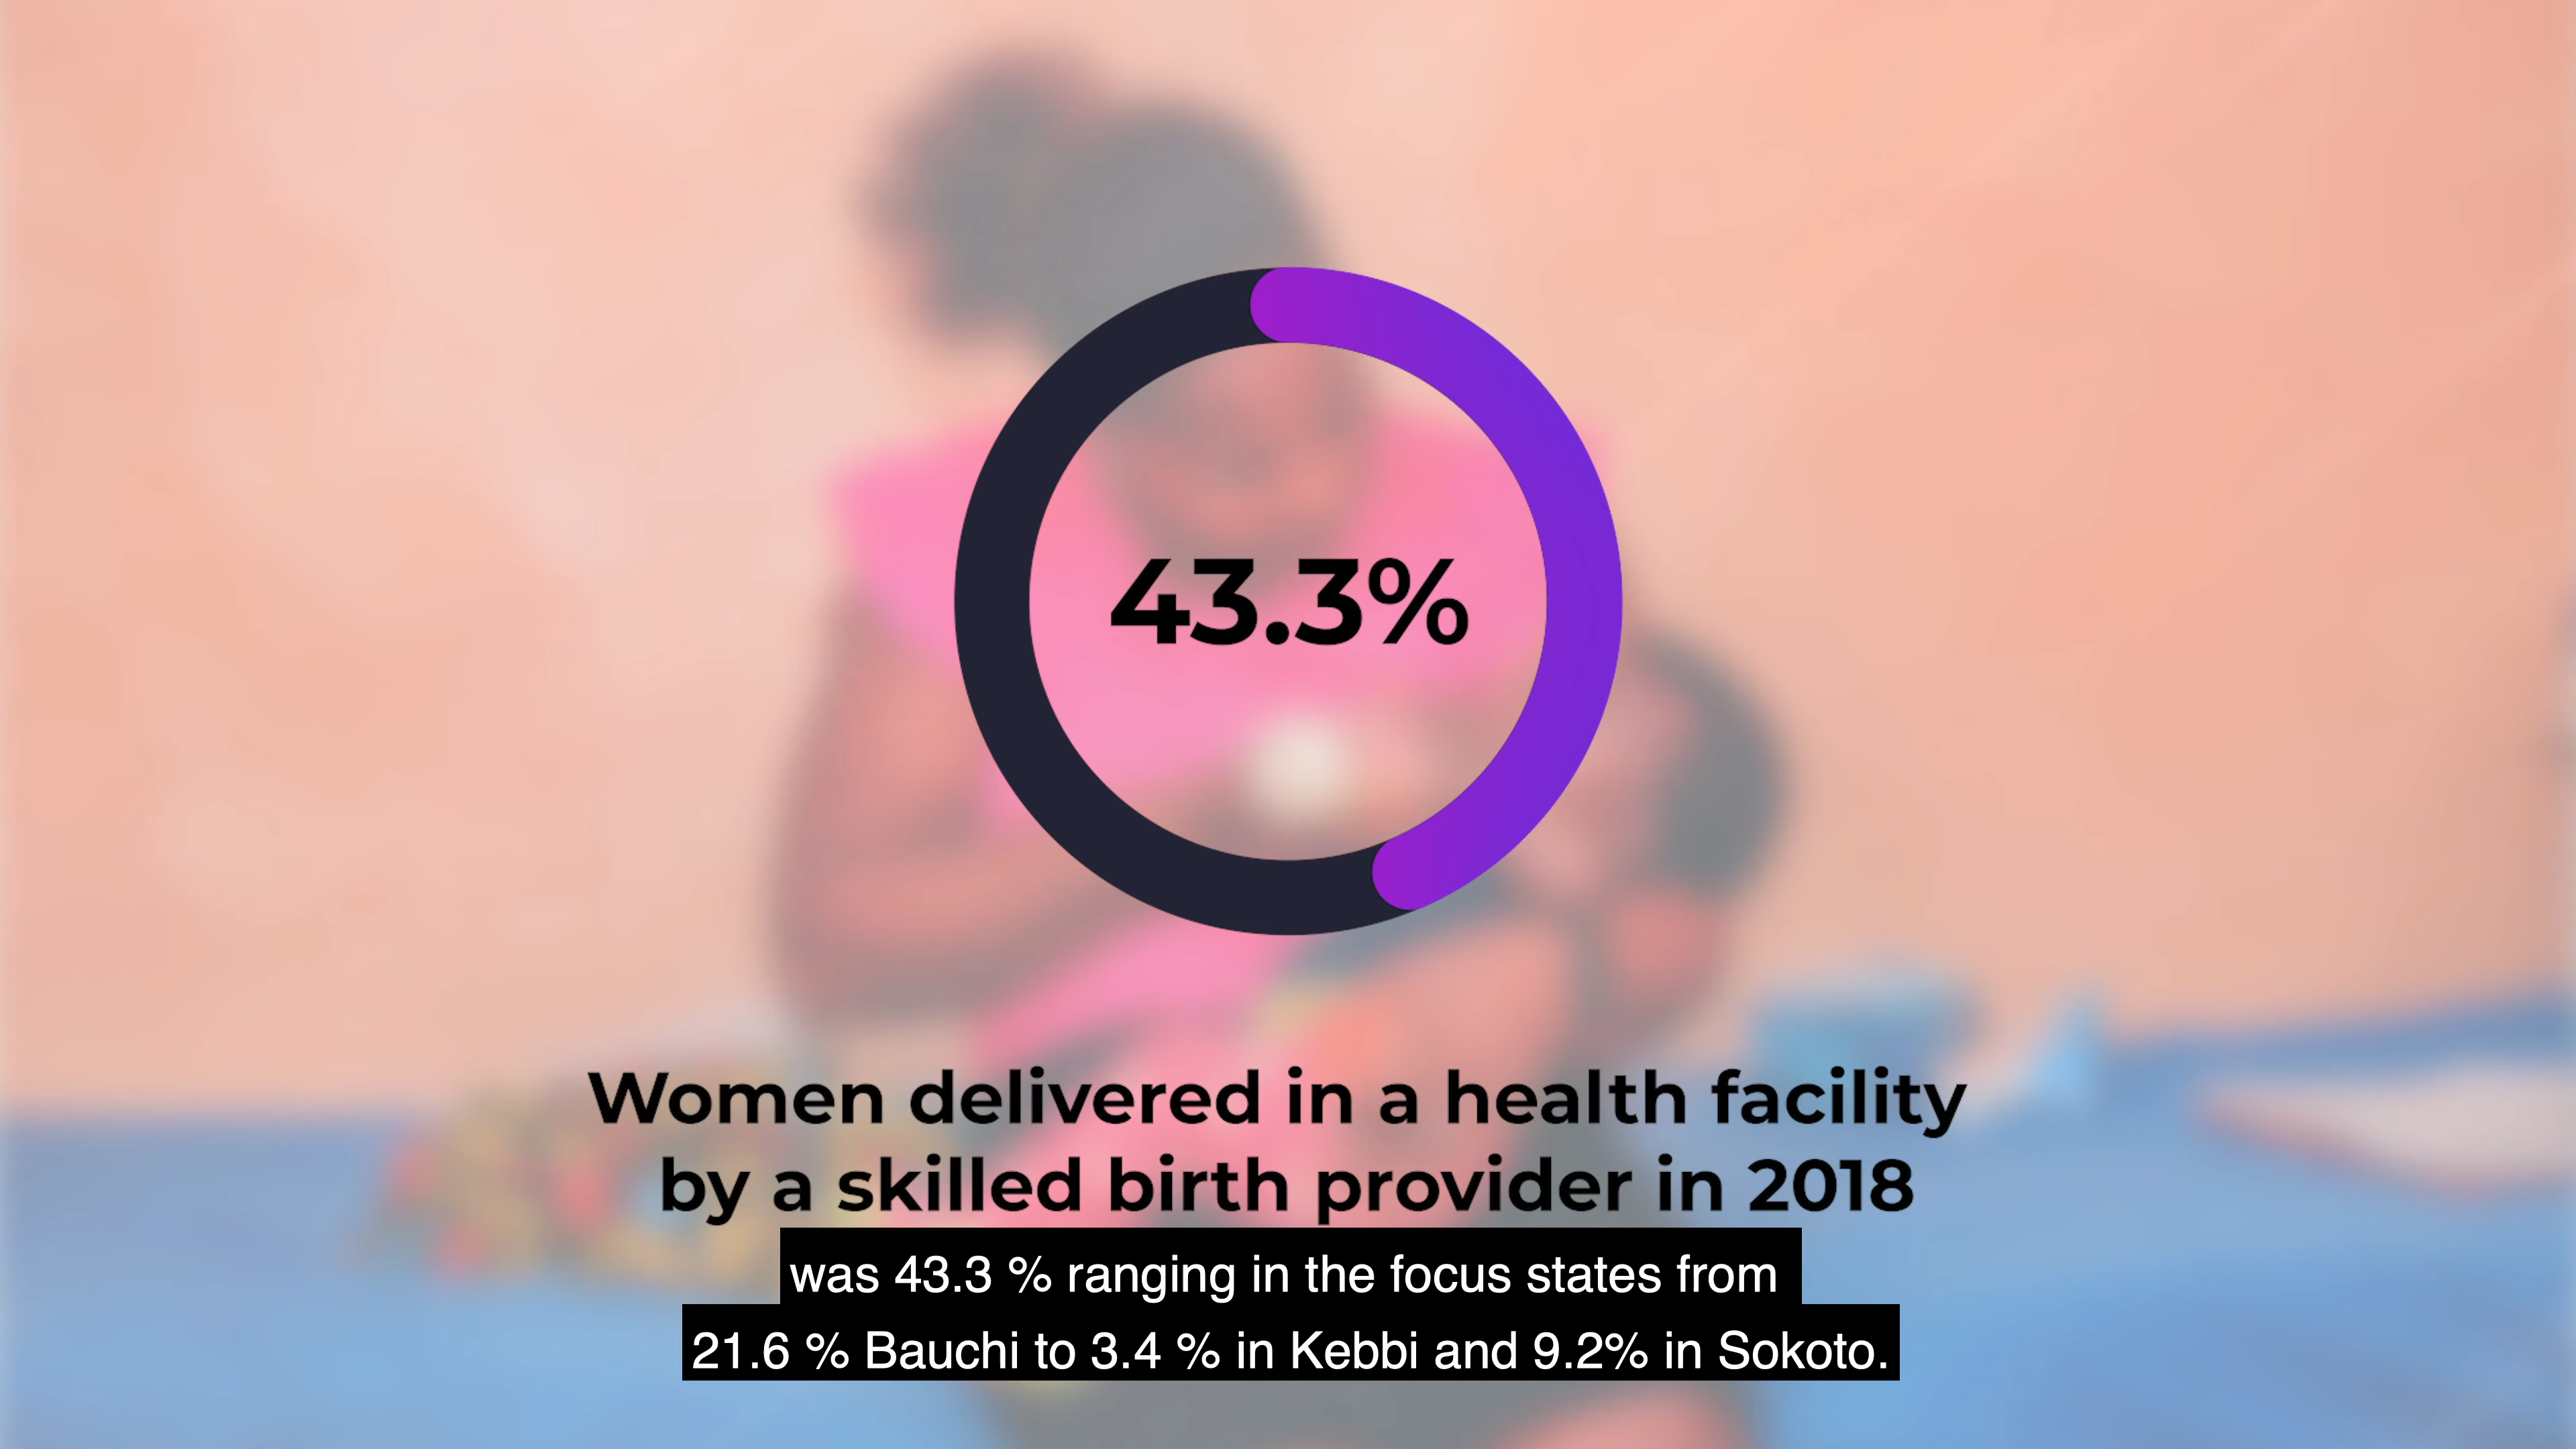 43.3%
Women delivered in a health facility
by a skilled birth provider in 2018
was 43.3 % ranging in the focus states from
21.6 % Bauchi to 3.4 % in Kebbi and 9.2% in Sokoto.